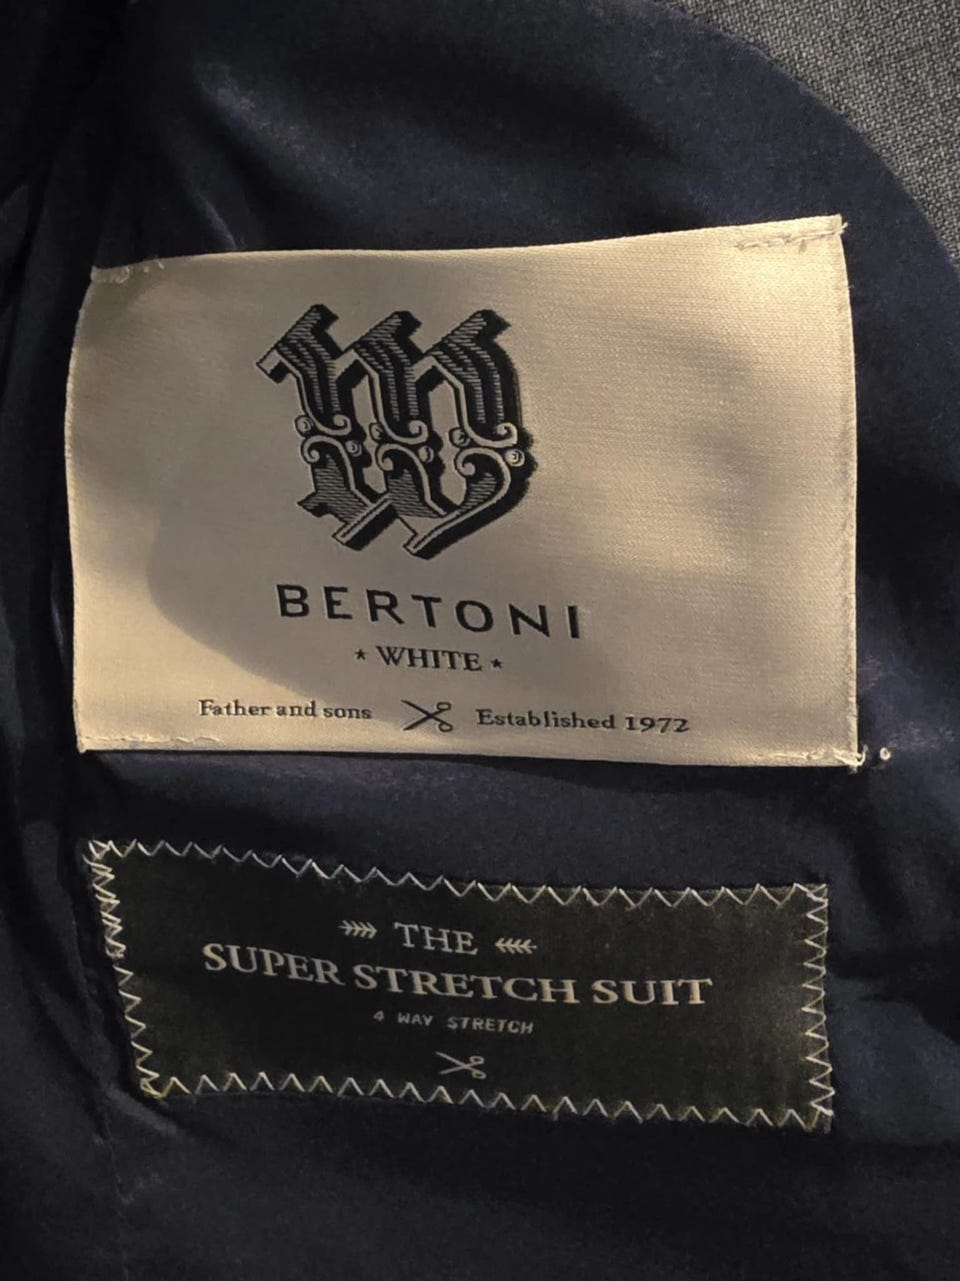 W
BERTONI
* WHITE *
Father and sons Established 1972
THE
SUPER STRETCH SUIT
4 WAY STRETCH